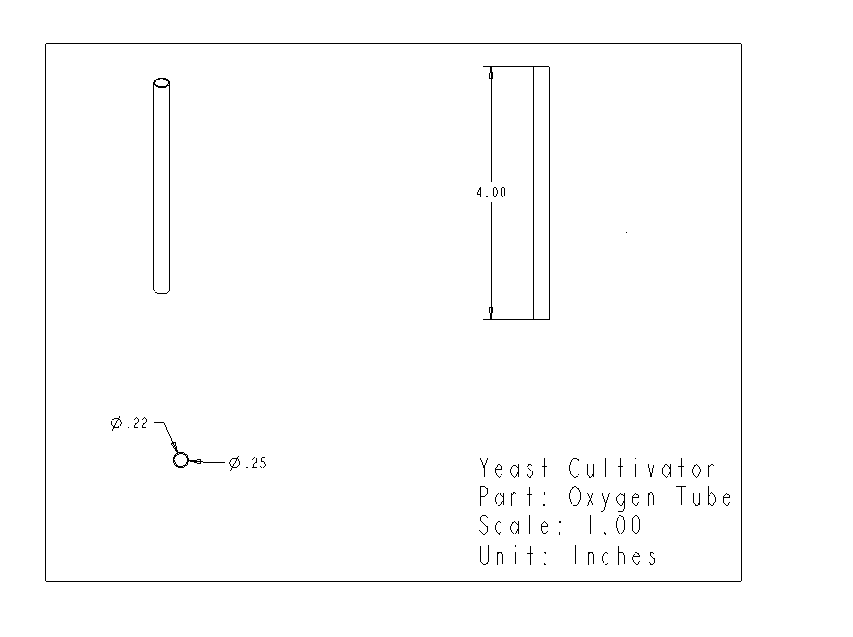 4.00
Ø.22
Ø.25
Yeast Cultivator
Part: Oxygen Tube
Scale: 1.00
Unit: Inches